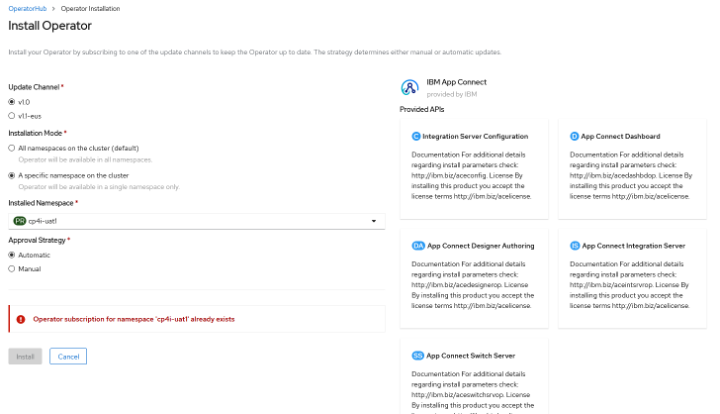 OperatorHub > Operator Installation
Install Operator
Install your Operator by subscribing to one of the update channels to keep the Operator up to date. The strategy determines either manual or automatic updates.
Update Channel *
v1.0
v1.1-eus
Installation Mode *
All namespaces on the cluster (default)
Operator will be available in all namespaces.
A specific namespace on the cluster
Operator will be available in a single namespace only.
Installed Namespace *
PR cp4i-uat1
Approval Strategy *
Automatic
Manual
Operator subscription for namespace 'cp4i-uat1' already exists
Install Cancel
IBM App Connect
provided by IBM
Provided APIs
C Integration Server Configuration
Documentation For additional details
regarding install parameters check:
http://ibm.biz/aceconfig. License By
installing this product you accept the
license terms http://ibm.biz/acelicense.
D App Connect Dashboard
Documentation For additional details
regarding install parameters check:
http://ibm.biz/acedashbdop. License By
installing this product you accept the
license terms http://ibm.biz/acelicense.
DA App Connect Designer Authoring
Documentation For additional details
regarding install parameters check:
http://ibm.biz/acedesignerop. License
By installing this product you accept the
license terms http://ibm.biz/acelicense.
IS App Connect Integration Server
Documentation For additional details
regarding install parameters check:
http://ibm.biz/aceintsrvrop. License By
installing this product you accept the
license terms http://ibm.biz/acelicense.
SS App Connect Switch Server
Documentation For additional details
regarding install parameters check:
http://ibm.biz/aceswitchsrvop. License
By installing this product you accept the